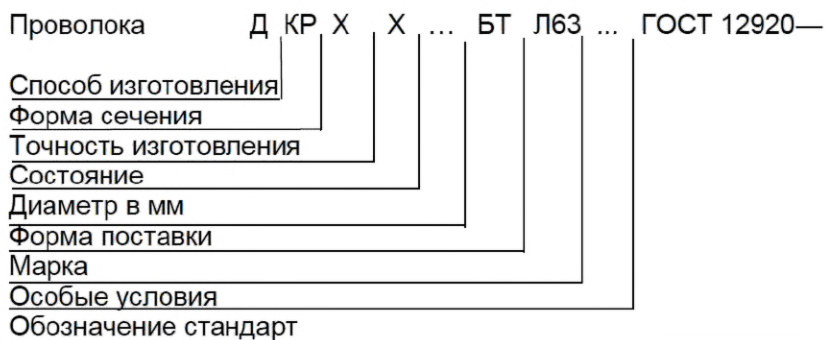 Проволока Д КР Х Х ... БТ Л63 ... ГОСТ 12920—
Способ изготовления
Форма сечения
Точность изготовления
Состояние
Диаметр в мм
Форма поставки
Марка
Особые условия
Обозначение стандарт